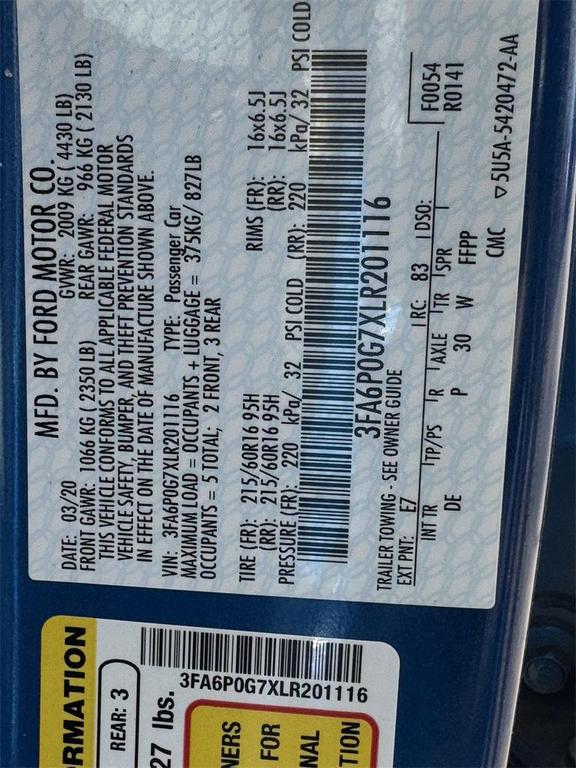 MFD. BY FORD MOTOR CO.
DATE: 03/20 GVWR: 2009 KG ( 4430 LB)
FRONT GAWR: 1066 KG ( 2350 LB) REAR GAWR: 966 KG ( 2130 LB)
THIS VEHICLE CONFORMS TO ALL APPLICABLE FEDERAL MOTOR
VEHICLE SAFETY, BUMPER, AND THEFT PREVENTION STANDARDS
IN EFFECT ON THE DATE OF MANUFACTURE SHOWN ABOVE.
VIN: 3FA6P0G7XLR201116 TYPE: Passenger Car
MAXIMUM LOAD = OCCUPANTS + LUGGAGE = 375KG/ 827LB
OCCUPANTS = 5 TOTAL; 2 FRONT, 3 REAR
TIRE (FR): 215/60R16 95H RIMS (FR): 16x6.5J
(RR): 215/60R16 95H (RR): 16x6.5J
PRESSURE (FR): 220 kPa/ 32 PSI COLD (RR): 220 kPa/ 32 PSI COLD
3FA6P0G7XLR201116
TRAILER TOWING - SEE OWNER GUIDE
EXT PNT: E7 RC: 83 DSO: F0054
R0141
INT TR TP/PS R AXLE TR SPR
DE P 30 W FFPP
CMC ▽5U5A-5420472-AA
RMATION
REAR: 3
3FA6P0G7XLR201116
27 lbs.
NERS
FOR
NAL
TION